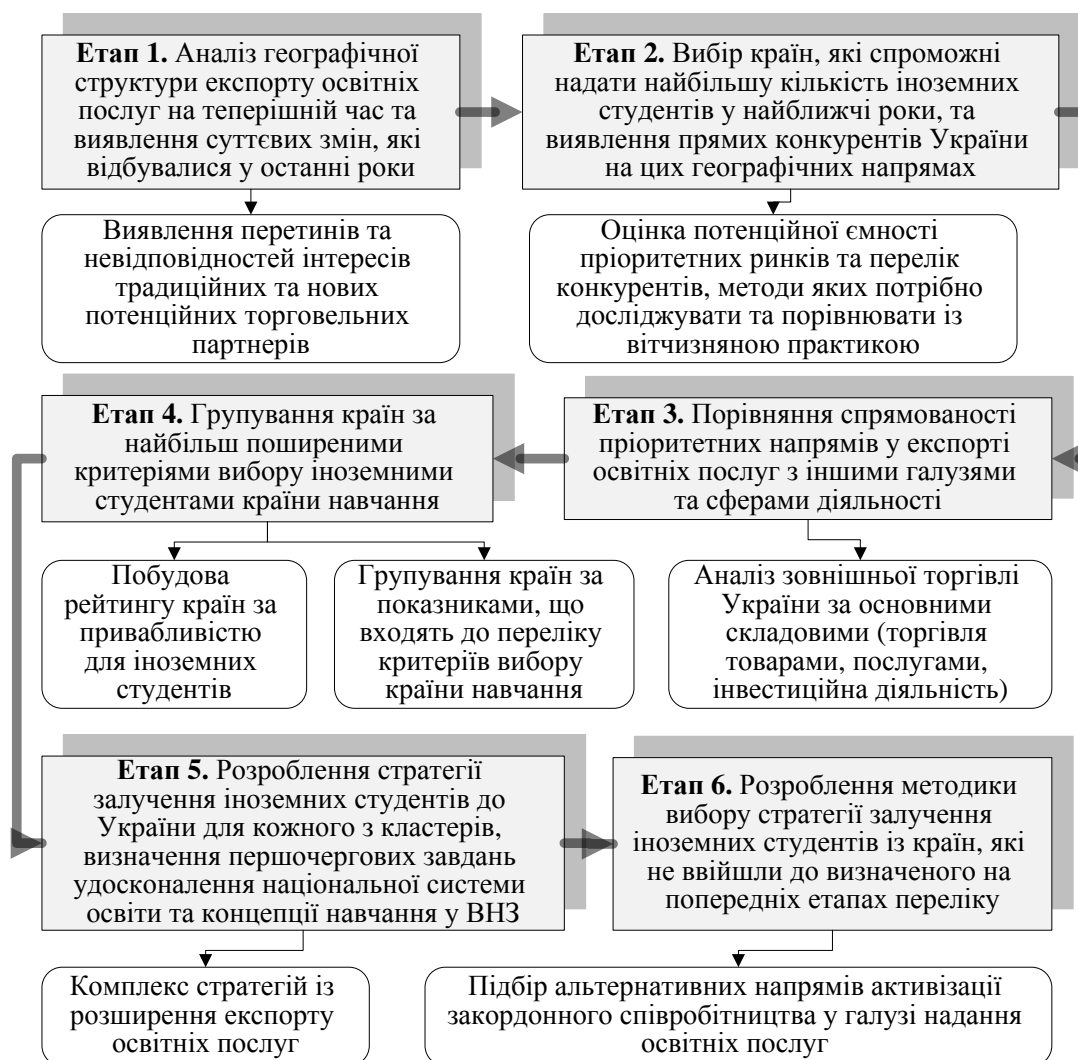 Етап 1. Аналіз географічної
структури експорту освітніх
послуг на теперішній час та
виявлення суттєвих змін, які
відбувалися у останні роки
Етап 2. Вибір країн, які спроможні
надати найбільшу кількість іноземних
студентів у найближчі роки, та
виявлення прямих конкурентів України
на цих географічних напрямах
Виявлення перетинів та
невідповідностей інтересів
традиційних та нових
потенційних торговельних
партнерів
Оцінка потенційної ємності
пріоритетних ринків та перелік
конкурентів, методи яких потрібно
досліджувати та порівнювати із
вітчизняною практикою
Етап 4. Групування країн за
найбільш поширеними
критеріями вибору іноземними
студентами країни навчання
Етап 3. Порівняння спрямованості
пріоритетних напрямів у експорті
освітніх послуг з іншими галузями
та сферами діяльності
Побудова
рейтингу країн за
привабливістю
для іноземних
студентів
Групування країн за
показниками, що
входять до переліку
критеріїв вибору
країни навчання
Аналіз зовнішньої торгівлі
України за основними
складовими (торгівля
товарами, послугами,
інвестиційна діяльність)
Етап 5. Розроблення стратегії
залучення іноземних студентів до
України для кожного з кластерів,
визначення першочергових завдань
удосконалення національної системи
освіти та концепції навчання у ВНЗ
Етап 6. Розроблення методики
вибору стратегії залучення
іноземних студентів із країн, які
не ввійшли до визначеного на
попередніх етапах переліку
Комплекс стратегій із
розширення експорту
освітніх послуг
Підбір альтернативних напрямів активізації
закордонного співробітництва у галузі надання
освітніх послуг